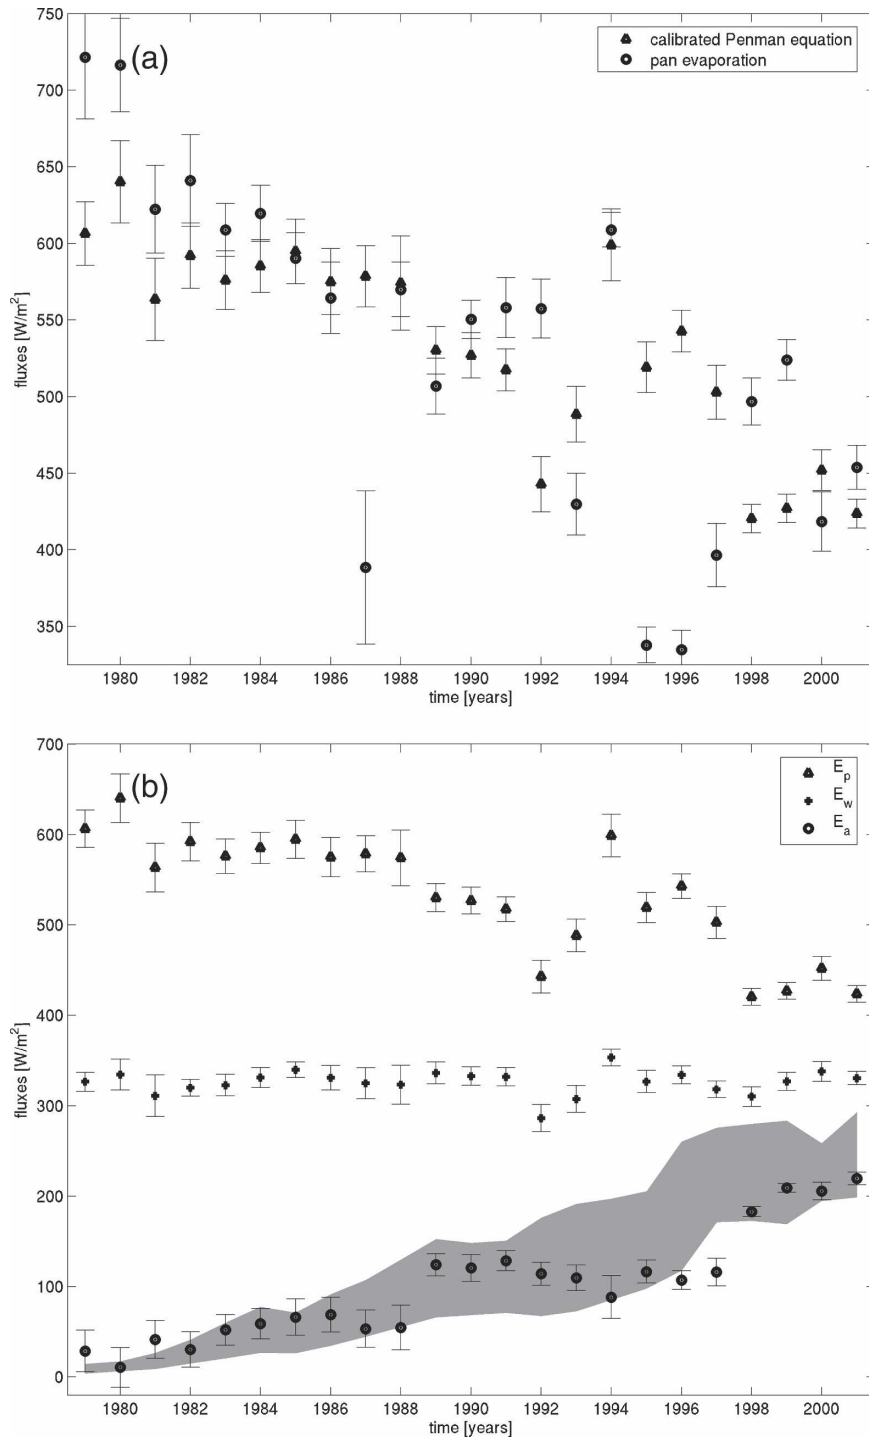 (a)
calibrated Penman equation
pan evaporation
750
700
650
600
550
500
450
400
350
fluxes [W/m²]
1980 1982 1984 1986 1988 1990 1992 1994 1996 1998 2000
time [years]
(b)
E_p
E_w
E_a
700
600
500
400
300
200
100
0
fluxes [W/m²]
1980 1982 1984 1986 1988 1990 1992 1994 1996 1998 2000
time [years]